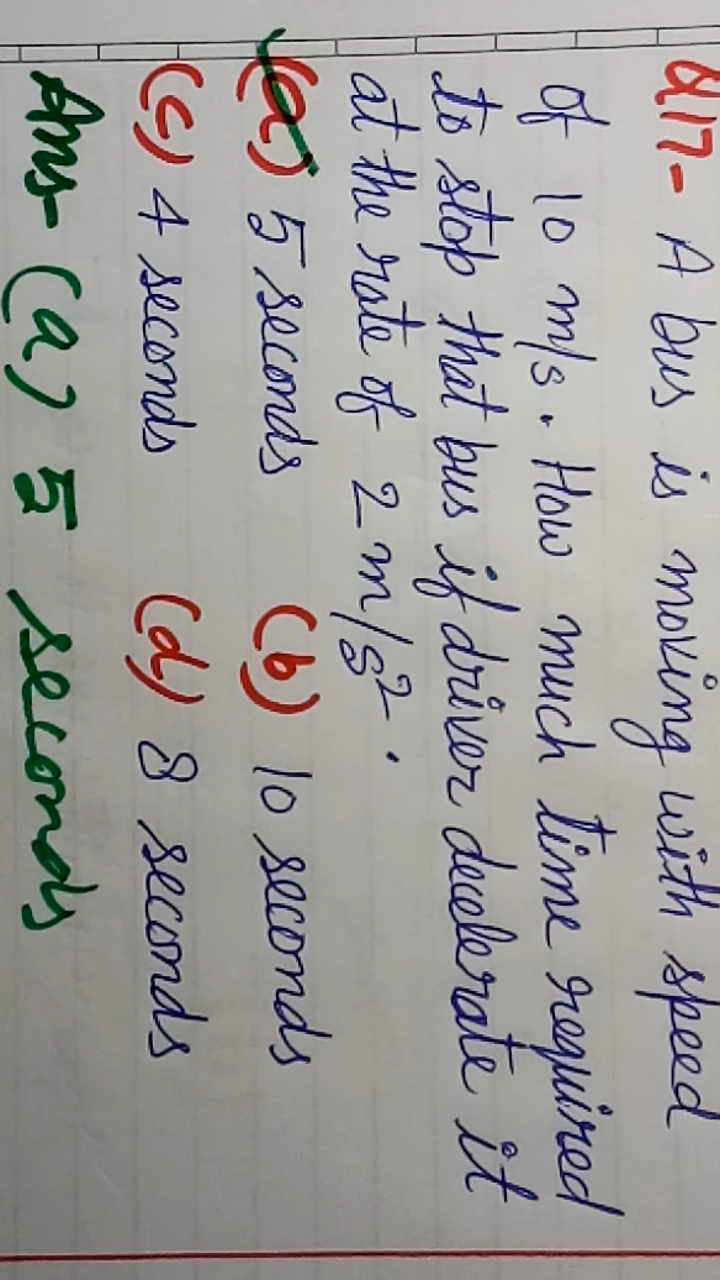 Q17- A bus is moving with speed
of 10 m/s. How much time required
to stop that bus if driver decelerate it
at the rate of 2 m/s².
(a) 5 seconds (b) 10 seconds
(c) 4 seconds (d) 8 seconds
Ans- (a) 5 seconds